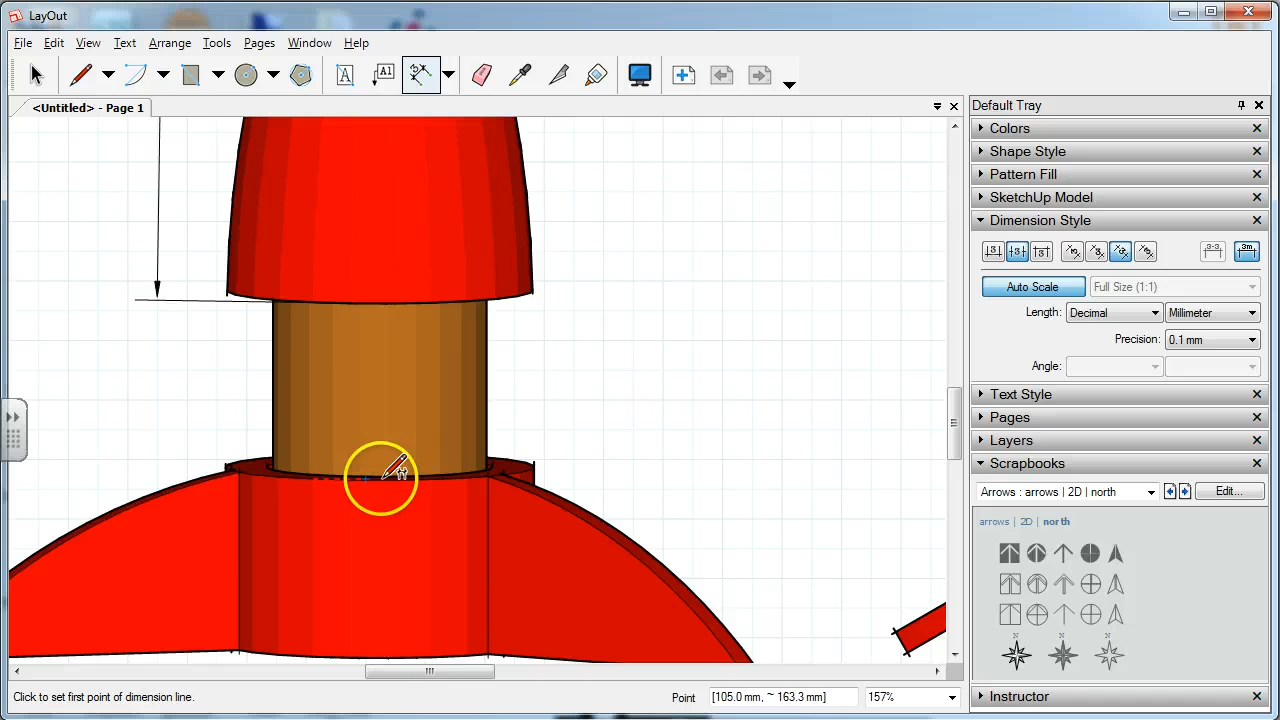 LayOut
File Edit View Text Arrange Tools Pages Window Help
A A1
<Untitled> - Page 1
Default Tray
Colors
Shape Style
Pattern Fill
SketchUp Model
Dimension Style
Auto Scale Full Size (1:1)
Length: Decimal Millimeter
Precision: 0.1 mm
Angle:
Text Style
Pages
Layers
Scrapbooks
Arrows : arrows | 2D | north Edit...
arrows | 2D | north
N N N
Instructor
Click to set first point of dimension line. Point [105.0 mm, ~ 163.3 mm] 157%